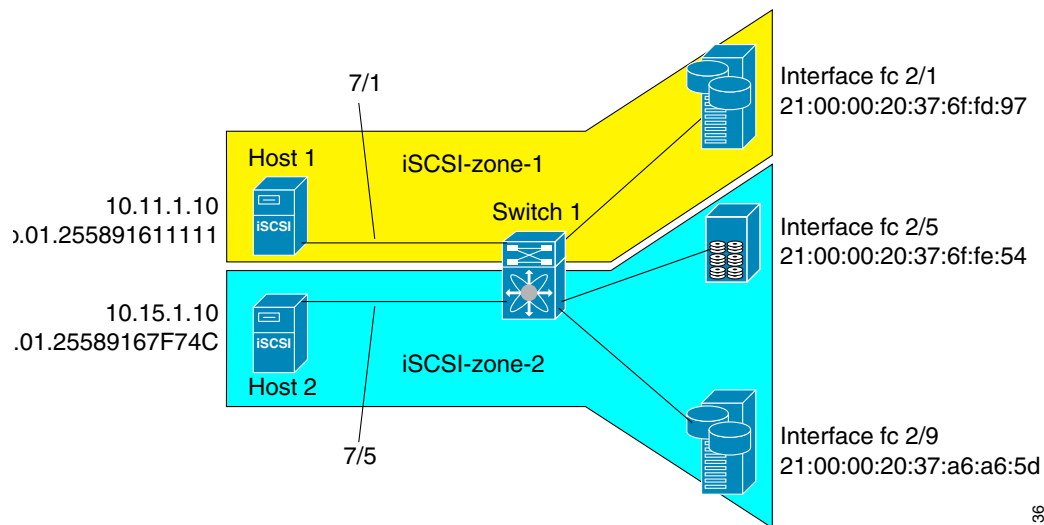 7/1
Interface fc 2/1
21:00:00:20:37:6f:fd:97
Host 1
iSCSI-zone-1
10.11.1.10
.01.255891611111
iSCSI
Switch 1
Interface fc 2/5
21:00:00:20:37:6f:fe:54
10.15.1.10
.01.25589167F74C
iSCSI
iSCSI-zone-2
Host 2
7/5
Interface fc 2/9
21:00:00:20:37:a6:a6:5d
36